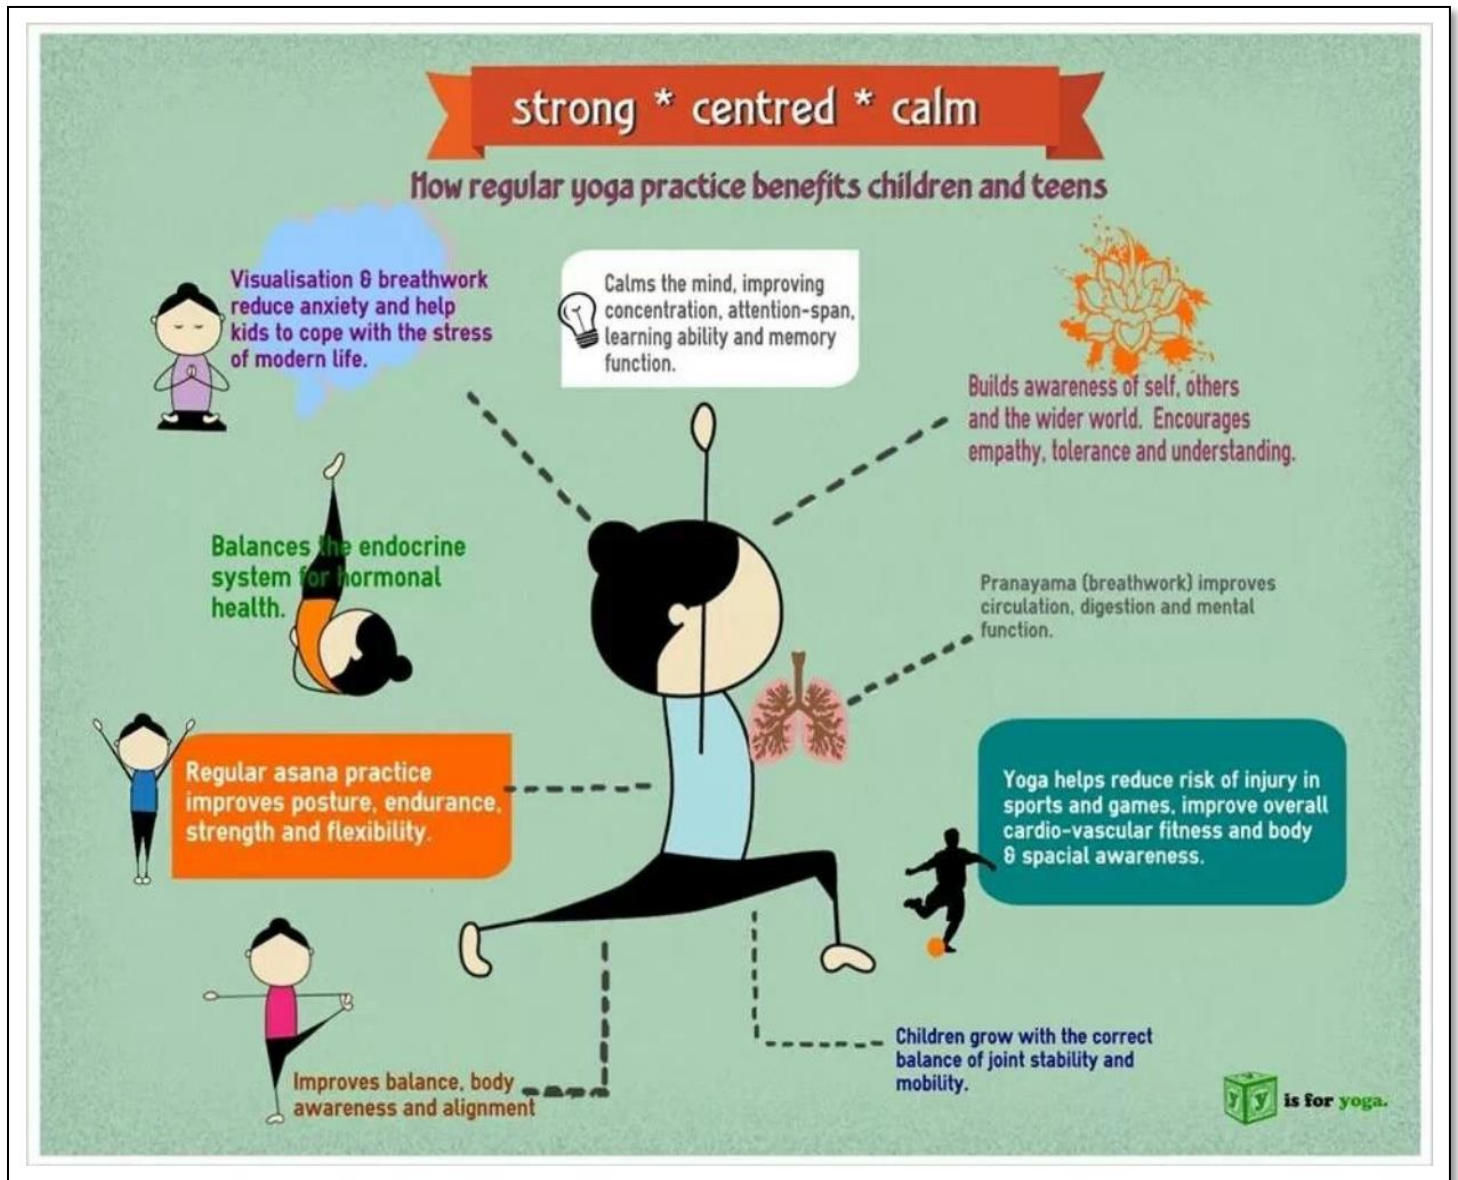 strong * centred * calm
How regular yoga practice benefits children and teens
Visualisation & breathwork
reduce anxiety and help
kids to cope with the stress
of modern life.
Calms the mind, improving
concentration, attention-span,
learning ability and memory
function.
Builds awareness of self, others
and the wider world. Encourages
empathy, tolerance and understanding.
Balances the endocrine
system for hormonal
health.
Pranayama (breathwork) improves
circulation, digestion and mental
function.
Regular asana practice
improves posture, endurance,
strength and flexibility.
Yoga helps reduce risk of injury in
sports and games, improve overall
cardio-vascular fitness and body
& spacial awareness.
Improves balance, body
awareness and alignment
Children grow with the correct
balance of joint stability and
mobility.
y y is for yoga.